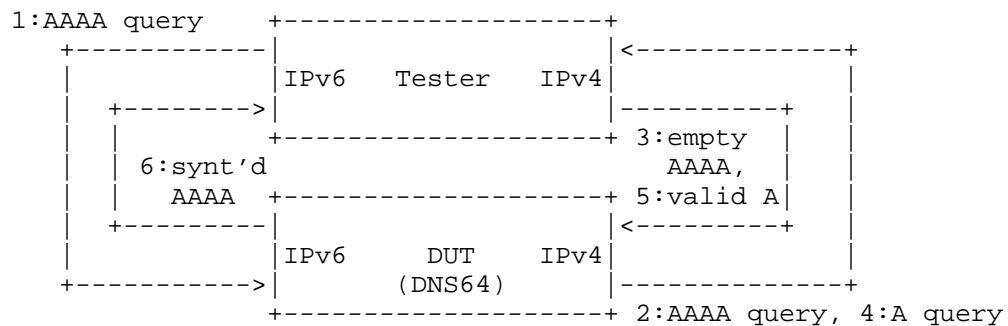 1:AAAA query
IPv6 Tester IPv4
3:empty
6:synt'd AAAA,
AAAA 5:valid A
IPv6 DUT IPv4
(DNS64)
2:AAAA query, 4:A query